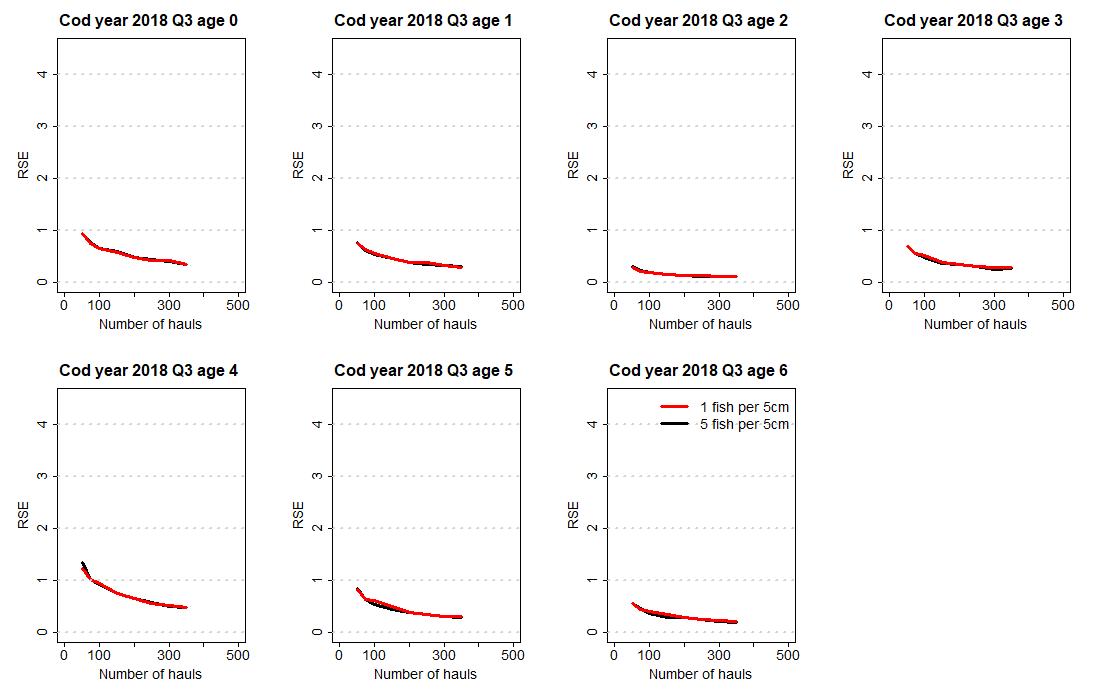 Cod year 2018 Q3 age 0
RSE
4
3
2
1
0
0 100 300 500
Number of hauls
Cod year 2018 Q3 age 1
RSE
4
3
2
1
0
0 100 300 500
Number of hauls
Cod year 2018 Q3 age 2
RSE
4
3
2
1
0
0 100 300 500
Number of hauls
Cod year 2018 Q3 age 3
RSE
4
3
2
1
0
0 100 300 500
Number of hauls
Cod year 2018 Q3 age 4
RSE
4
3
2
1
0
0 100 300 500
Number of hauls
Cod year 2018 Q3 age 5
RSE
4
3
2
1
0
0 100 300 500
Number of hauls
Cod year 2018 Q3 age 6
1 fish per 5cm
5 fish per 5cm
RSE
4
3
2
1
0
0 100 300 500
Number of hauls